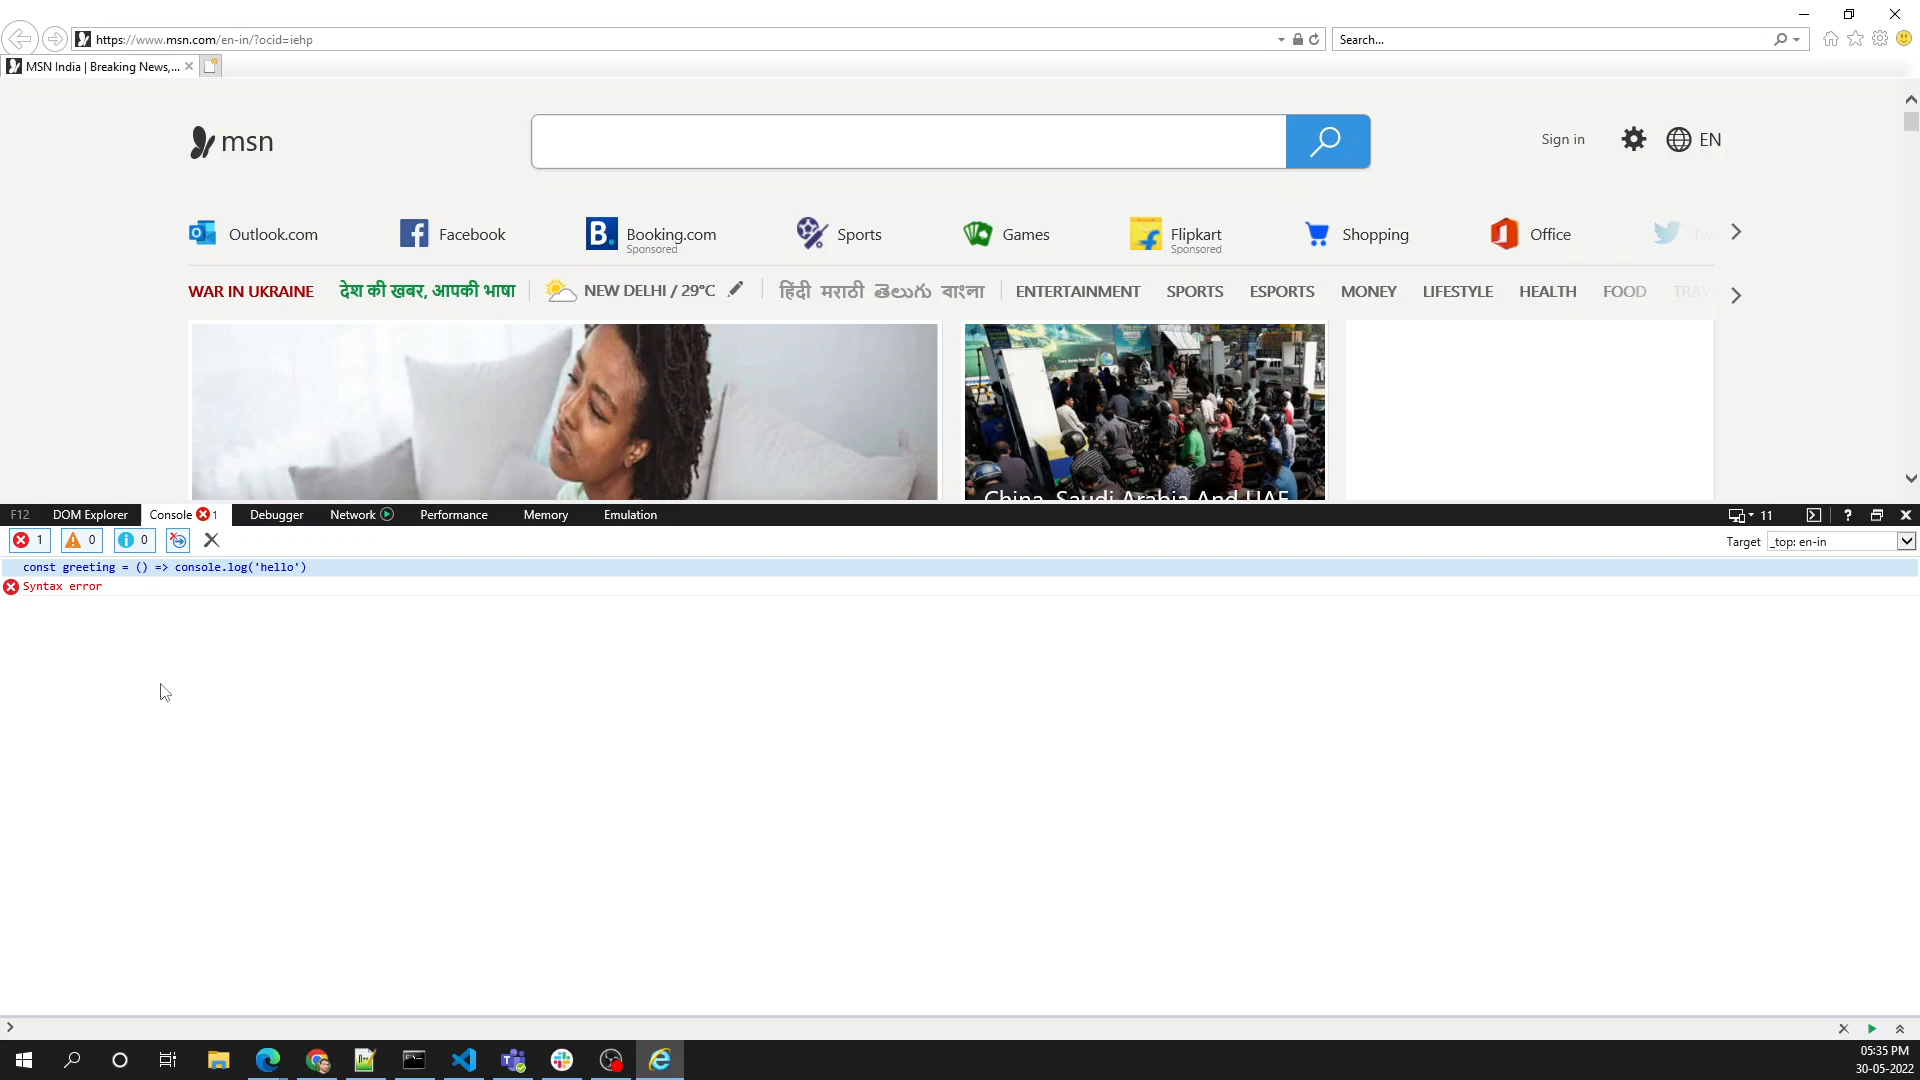 https://www.msn.com/en-in/?ocid=iehp
Search...
MSN India | Breaking News,...
msn
Sign in
EN
Outlook.com
Facebook
Booking.com
Sponsored
Sports
Games
Flipkart
Sponsored
Shopping
Office
WAR IN UKRAINE
देश की खबर, आपकी भाषा
NEW DELHI / 29°C
हिंदी मराठी తెలుగు বাংলা
ENTERTAINMENT SPORTS ESPORTS MONEY LIFESTYLE HEALTH FOOD
China, Saudi Arabia And UAE
F12 DOM Explorer Console 1 Debugger Network Performance Memory Emulation
11 ?
1 0 0
Target _top: en-in
const greeting = () => console.log('hello')
Syntax error
05:35 PM
30-05-2022